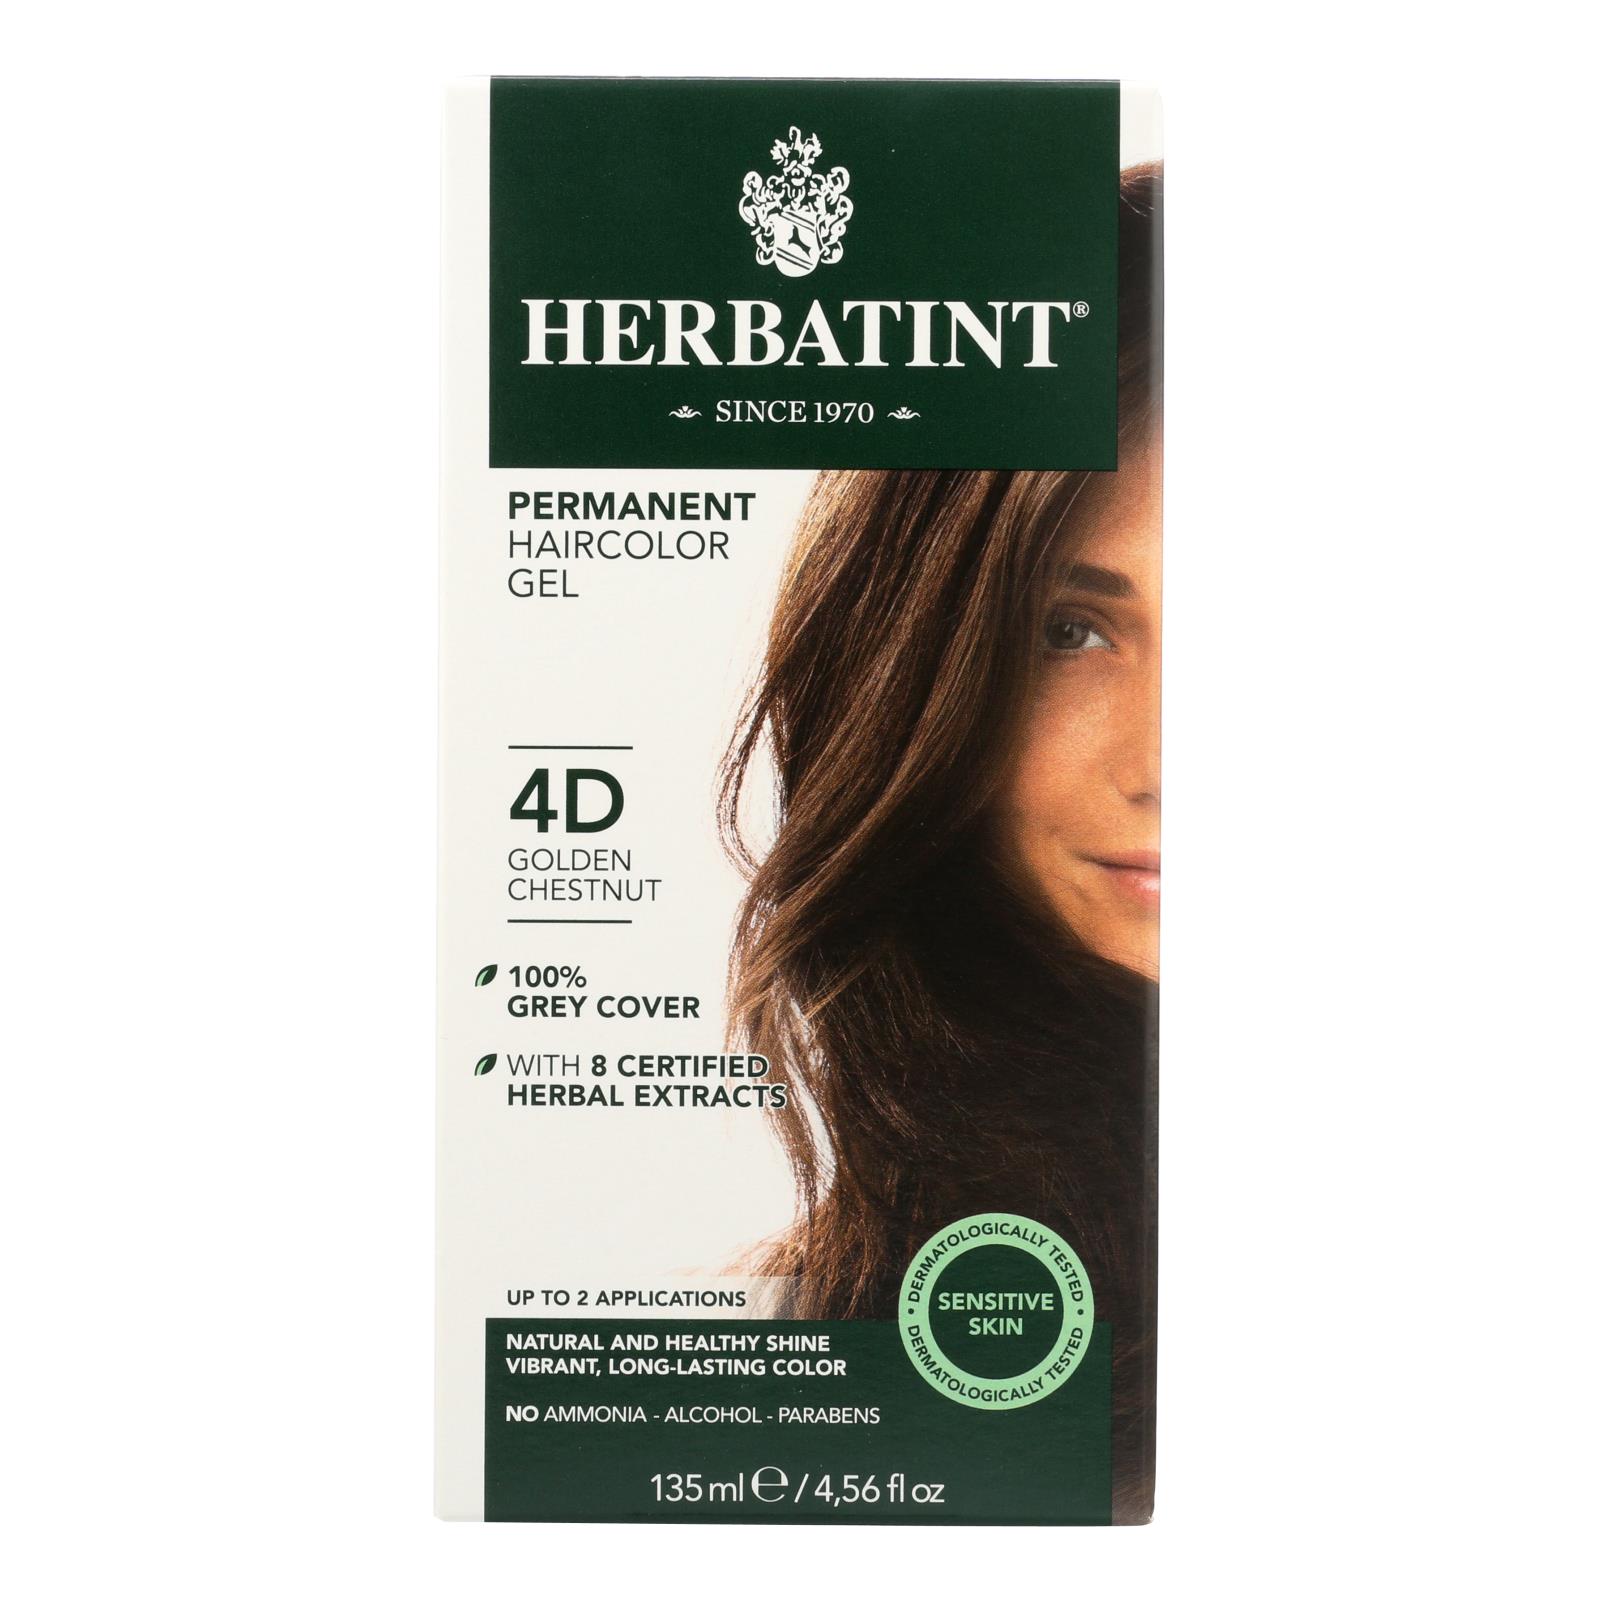 HERBATINT®
SINCE 1970
PERMANENT
HAIRCOLOR
GEL
4D
GOLDEN
CHESTNUT
100%
GREY COVER
WITH 8 CERTIFIED
HERBAL EXTRACTS
UP TO 2 APPLICATIONS
NATURAL AND HEALTHY SHINE
VIBRANT, LONG-LASTING COLOR
NO AMMONIA - ALCOHOL - PARABENS
DERMATOLOGICALLY TESTED
SENSITIVE
SKIN
DERMATOLOGICALLY TESTED
135 ml ℮ / 4,56 fl oz